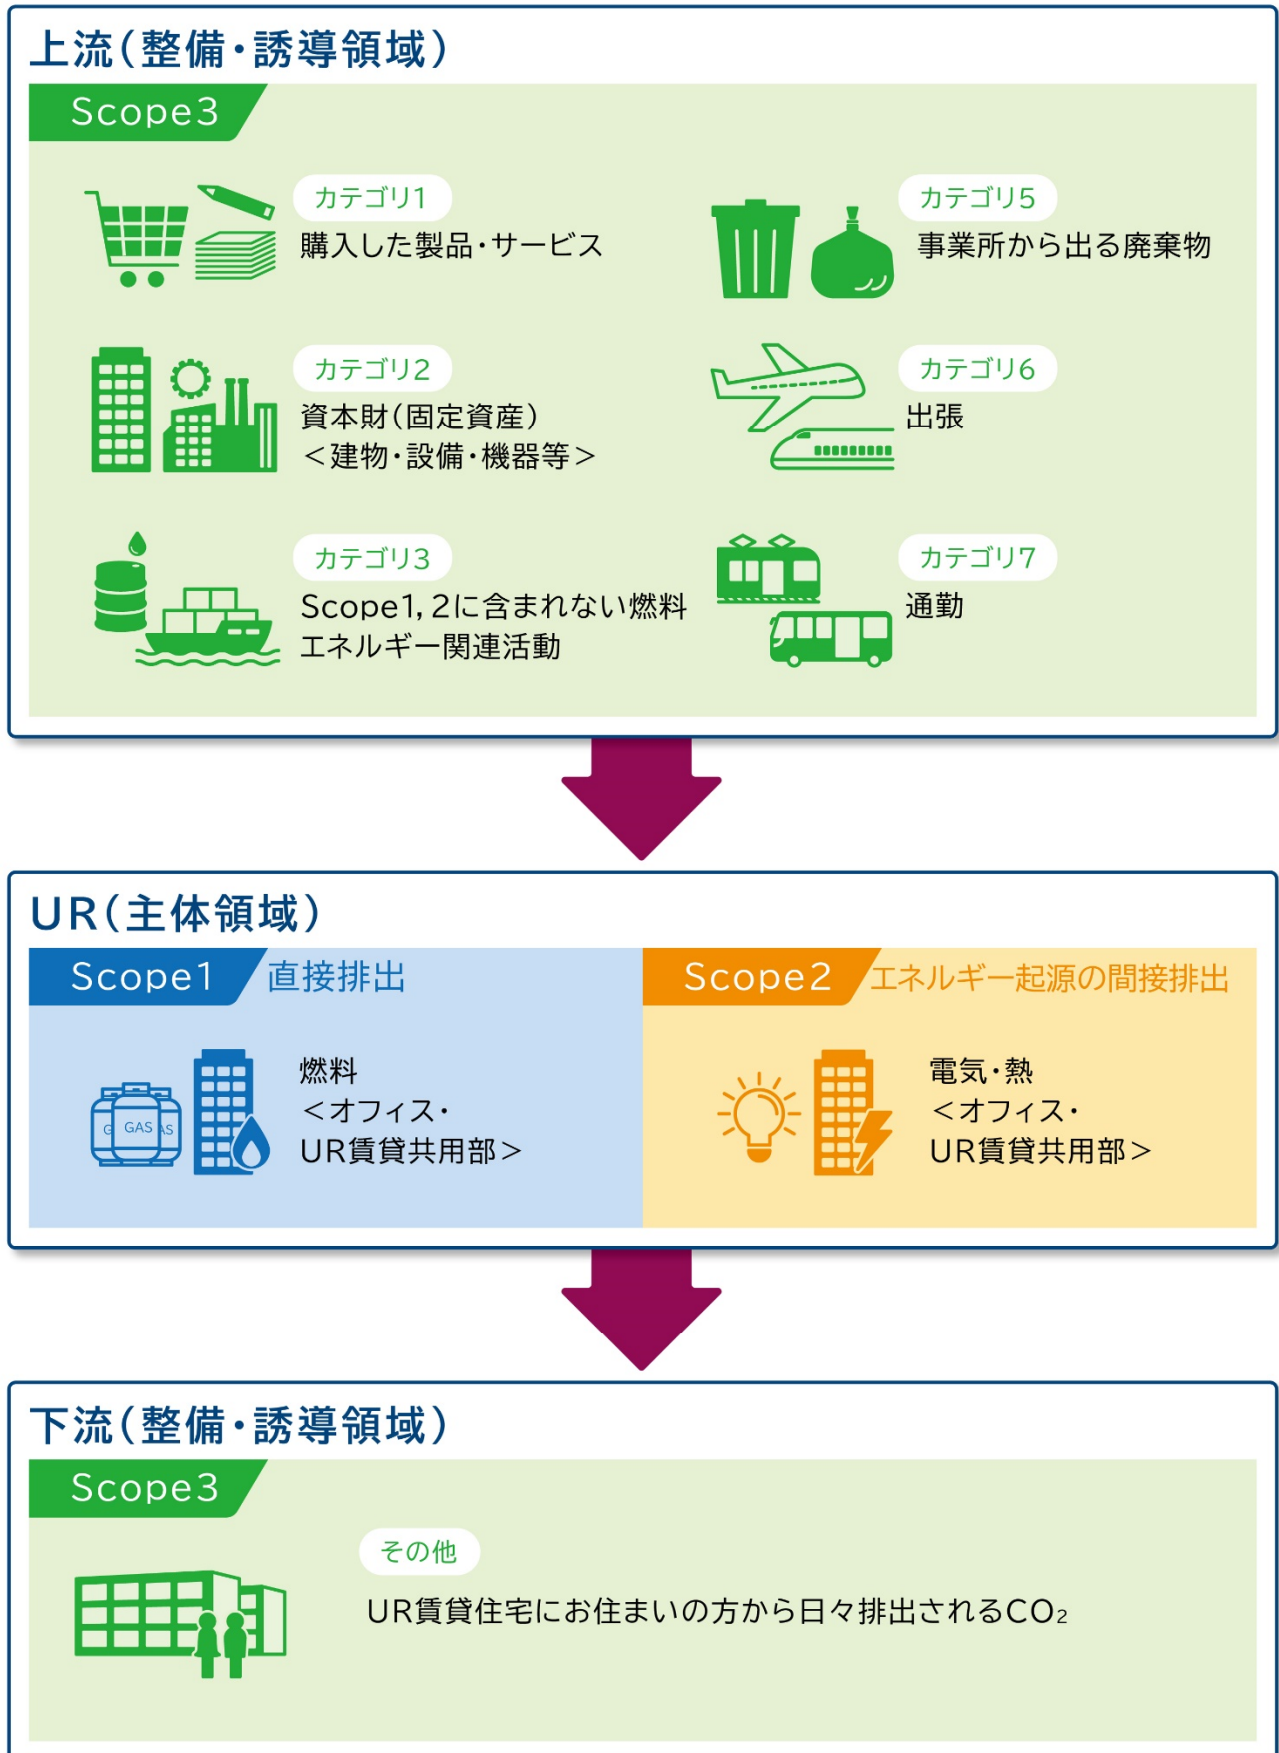 上流(整備・誘導領域)
Scope3
カテゴリ1
購入した製品・サービス
カテゴリ2
資本財(固定資産)
<建物・設備・機器等>
カテゴリ3
Scope1, 2に含まれない燃料
エネルギー関連活動
カテゴリ5
事業所から出る廃棄物
カテゴリ6
出張
カテゴリ7
通勤
UR(主体領域)
Scope1
直接排出
GAS
燃料
<オフィス・
UR賃貸共用部>
Scope2
エネルギー起源の間接排出
電気・熱
<オフィス・
UR賃貸共用部>
下流(整備・誘導領域)
Scope3
その他
UR賃貸住宅にお住まいの方から日々排出されるCO₂